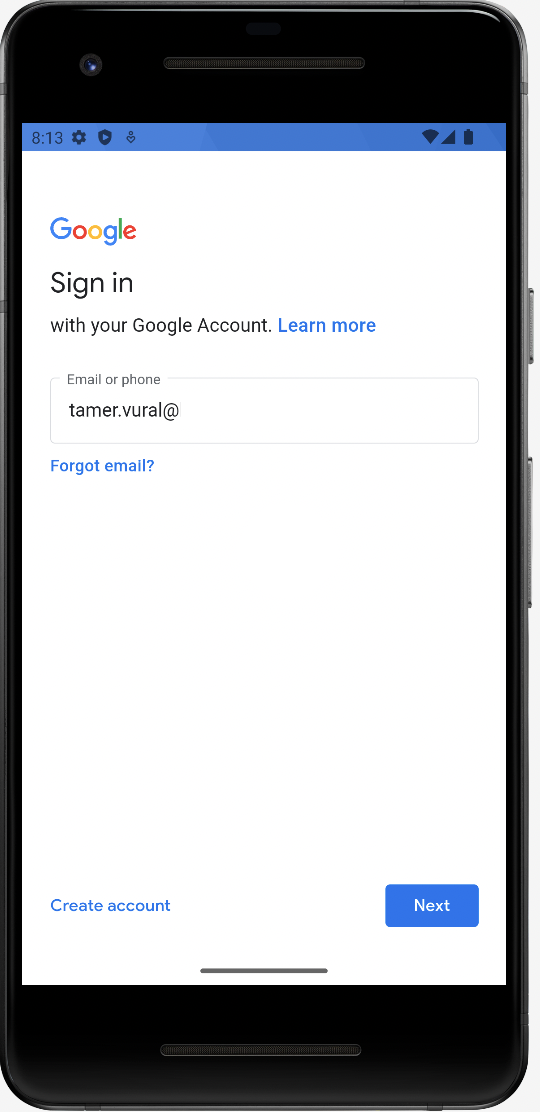 8:13
Google
Sign in
with your Google Account. Learn more
Email or phone
tamer.vural@
Forgot email?
Create account
Next